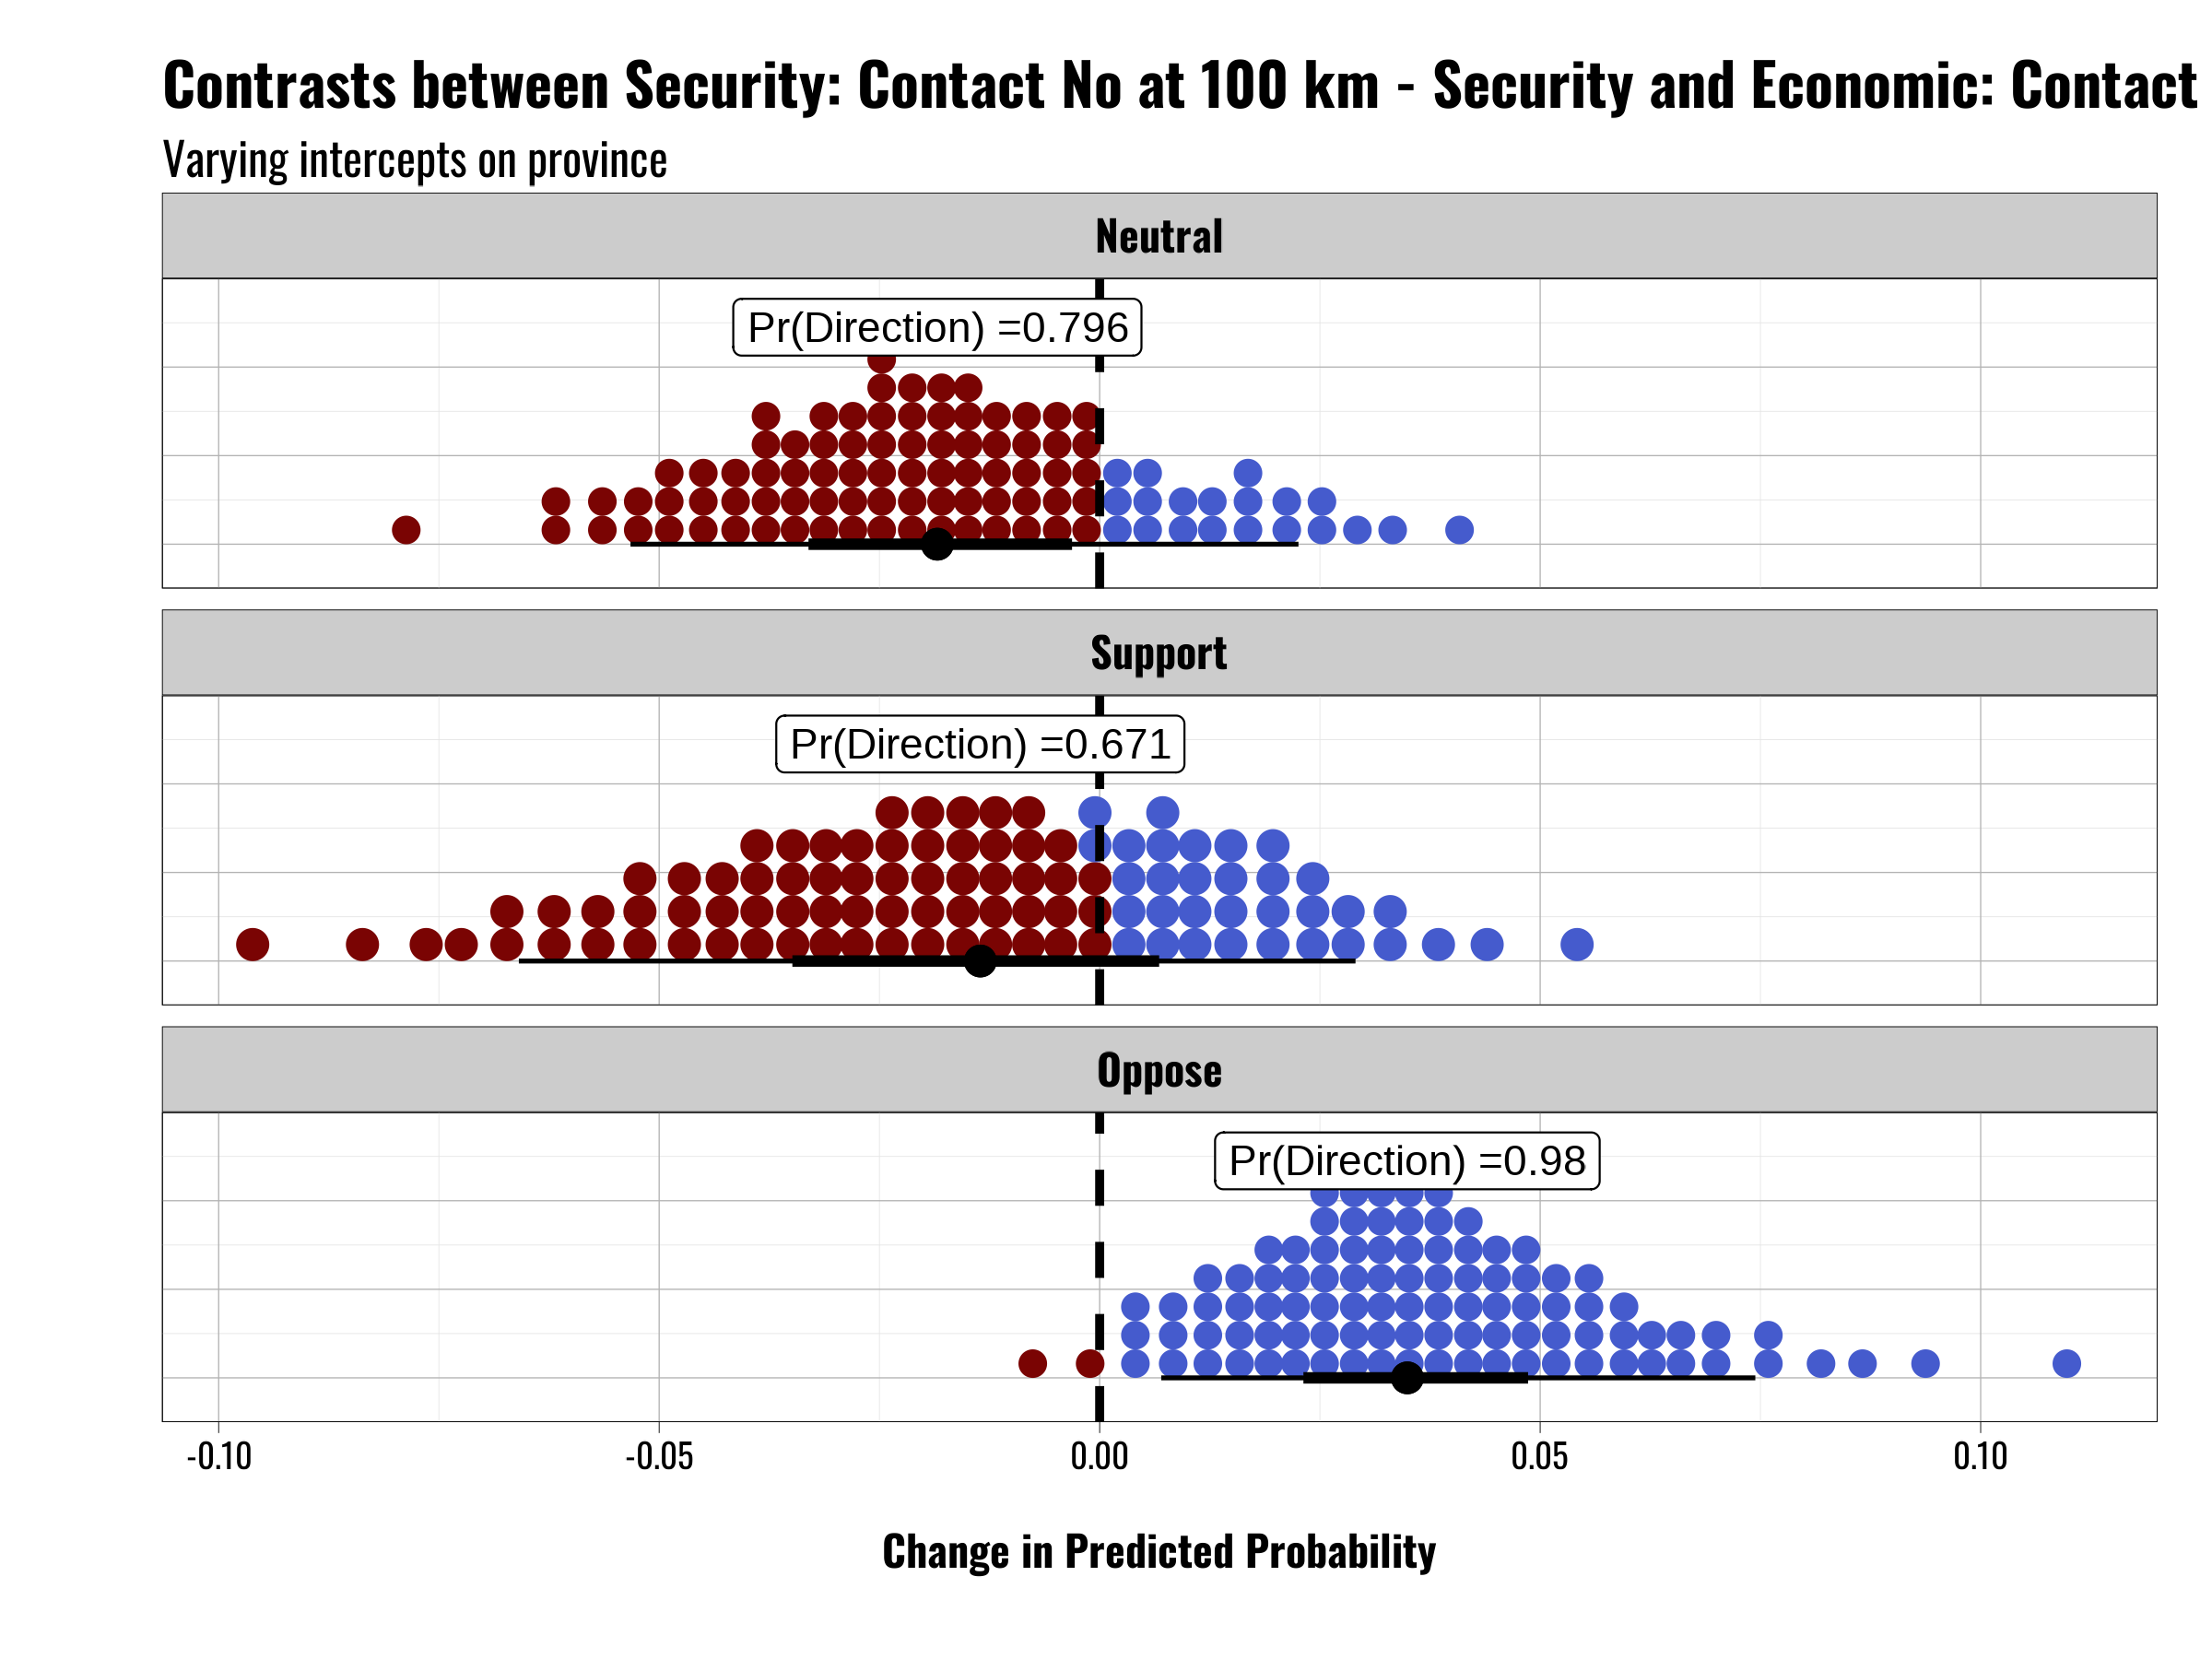 Contrasts between Security: Contact No at 100 km - Security and Economic: Contact
Varying intercepts on province
Neutral
Pr(Direction) =0.796
Support
Pr(Direction) =0.671
Oppose
Pr(Direction) =0.98
-0.10 -0.05 0.00 0.05 0.10
Change in Predicted Probability